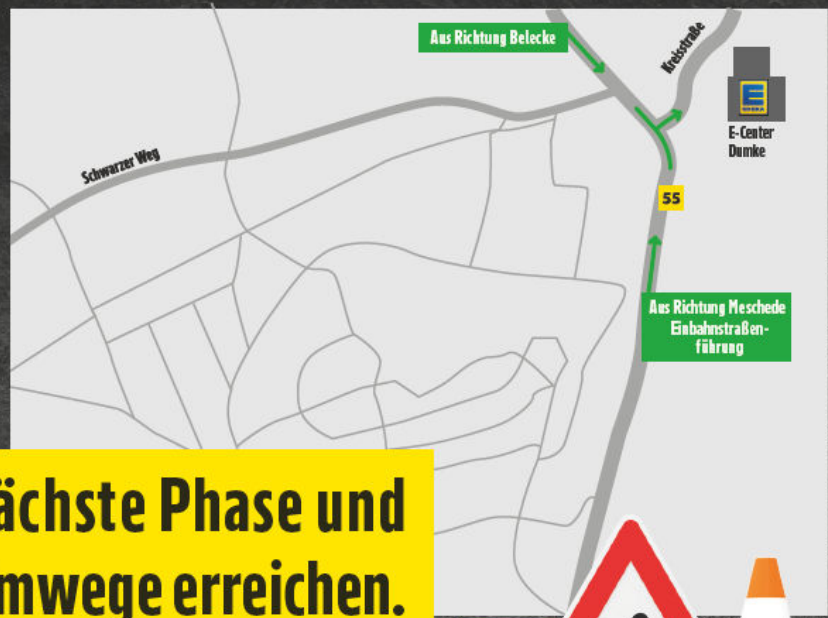 Aus Richtung Belecke
Kreisstraße
E
EDEKA
E-Center
Dumke
Schwarzer Weg
55
Aus Richtung Meschede
Einbahnstraßen-
führung
ächste Phase und
mwege erreichen.